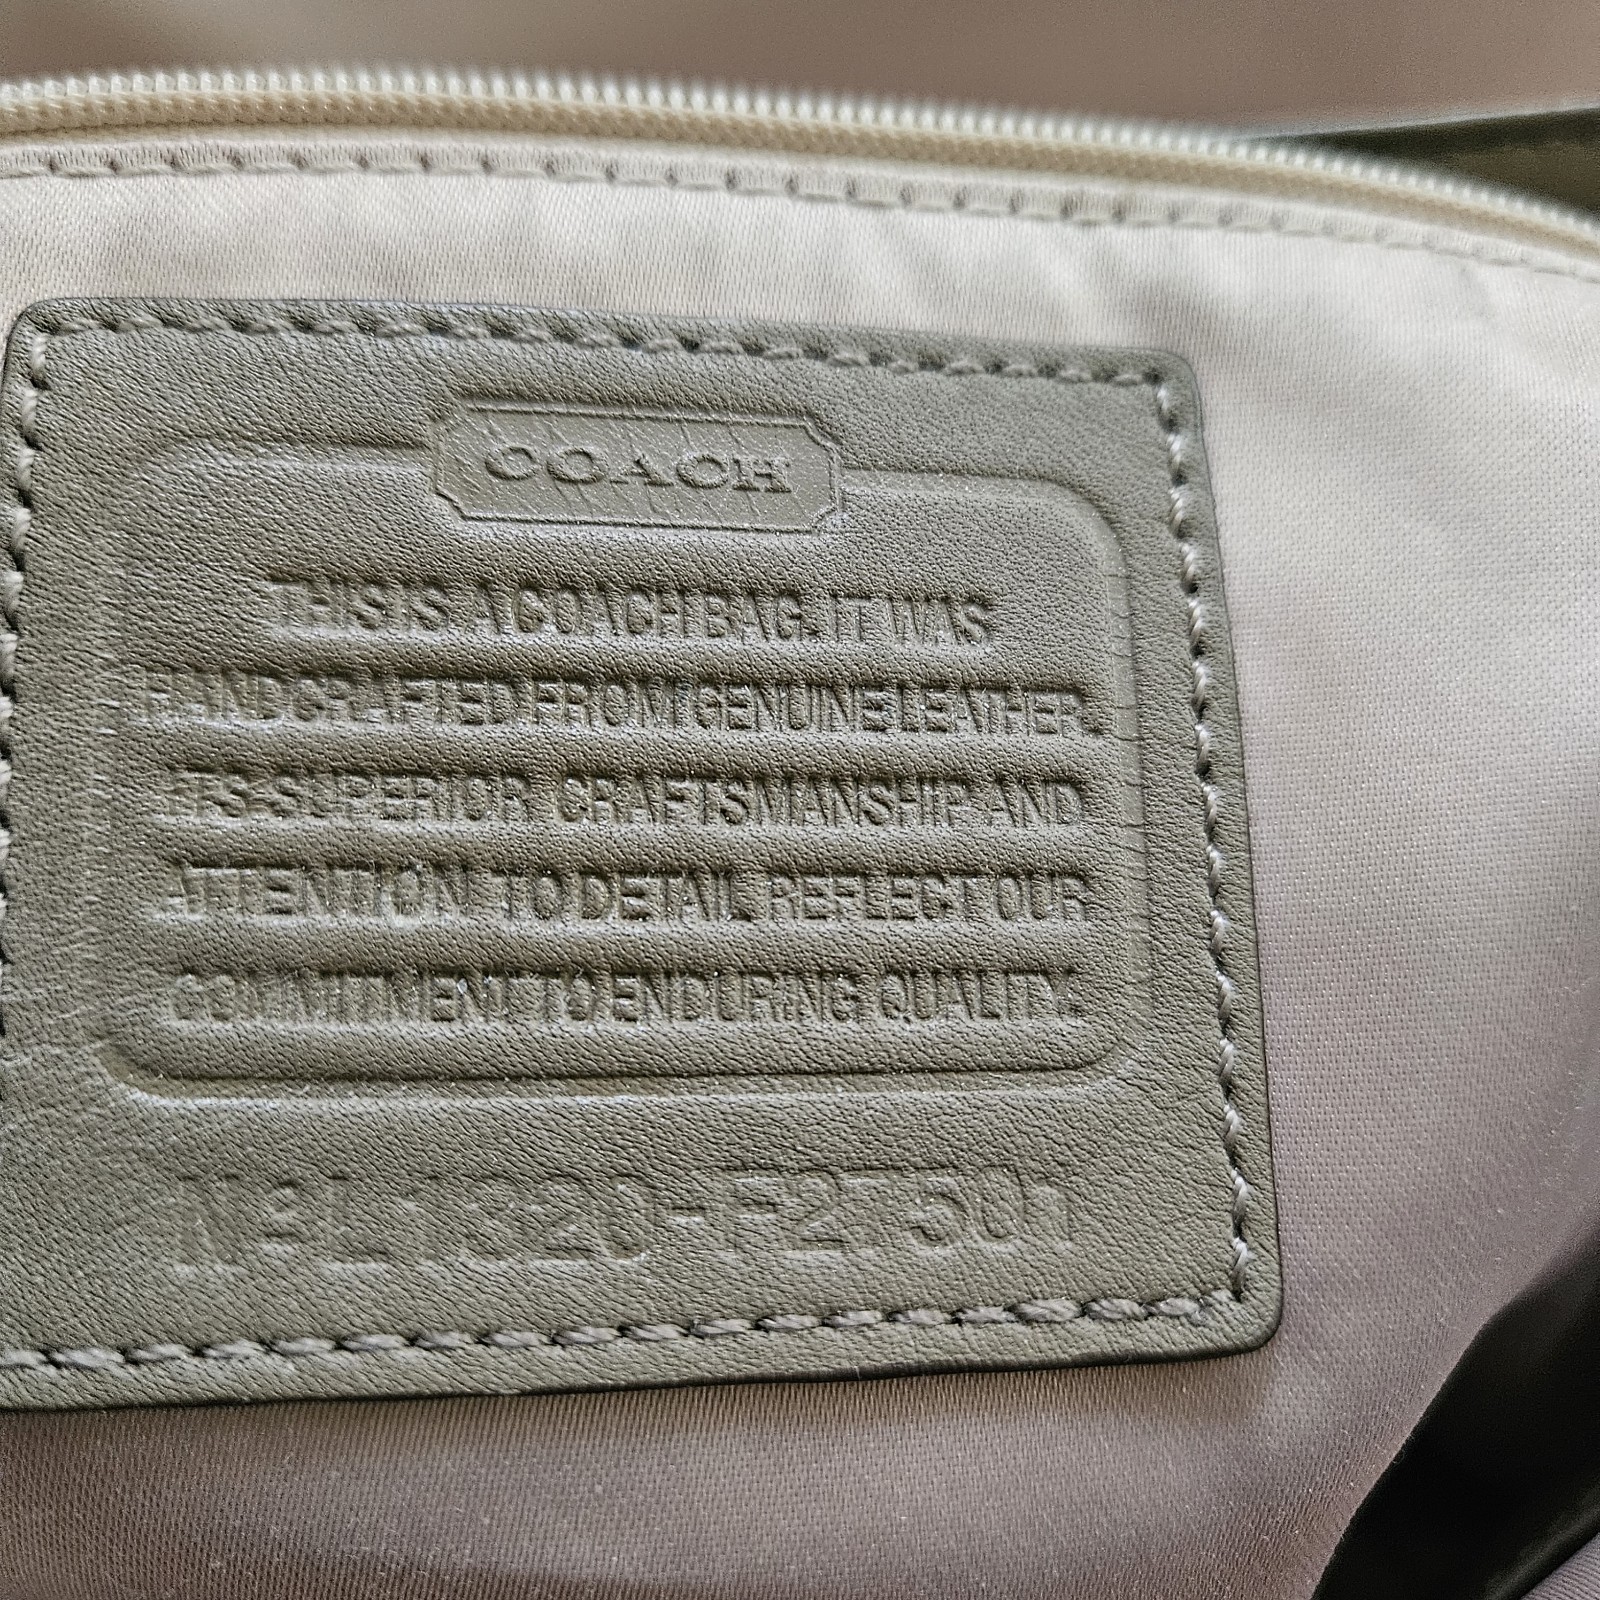 COACH
THIS IS A COACH BAG. IT WAS
HANDCRAFTED FROM GENUINE LEATHER.
ITS SUPERIOR CRAFTSMANSHIP AND
ATTENTION TO DETAIL REFLECT OUR
COMMITMENT TO ENDURING QUALITY.